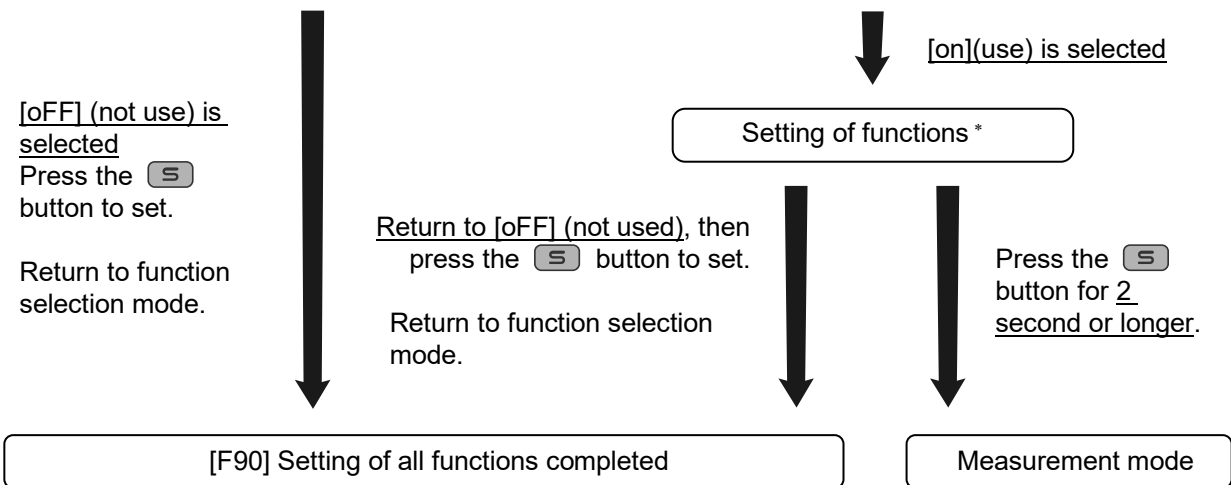 [on](use) is selected
[oFF] (not use) is
selected
Press the S
button to set.
Return to function
selection mode.
Setting of functions *
Return to [oFF] (not used), then
press the S button to set.
Return to function selection
mode.
Press the S
button for 2
second or longer.
[F90] Setting of all functions completed
Measurement mode